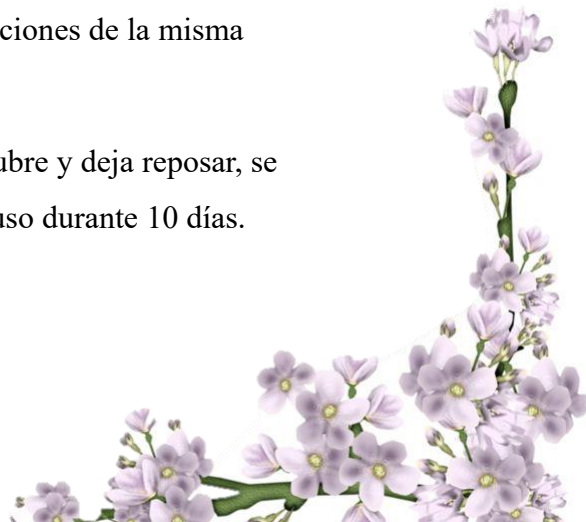 ciones de la misma
ubre y deja reposar, se
uso durante 10 días.